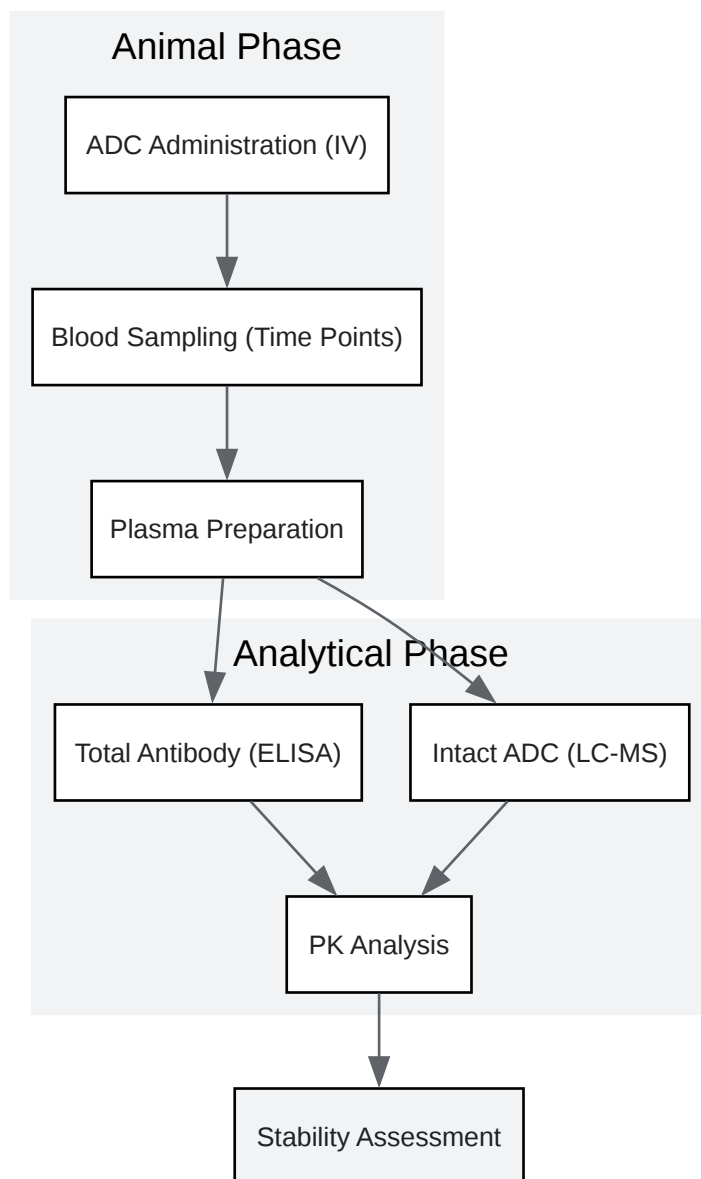 Animal Phase
ADC Administration (IV)
Blood Sampling (Time Points)
Plasma Preparation
Analytical Phase
Total Antibody (ELISA)
Intact ADC (LC-MS)
PK Analysis
Stability Assessment